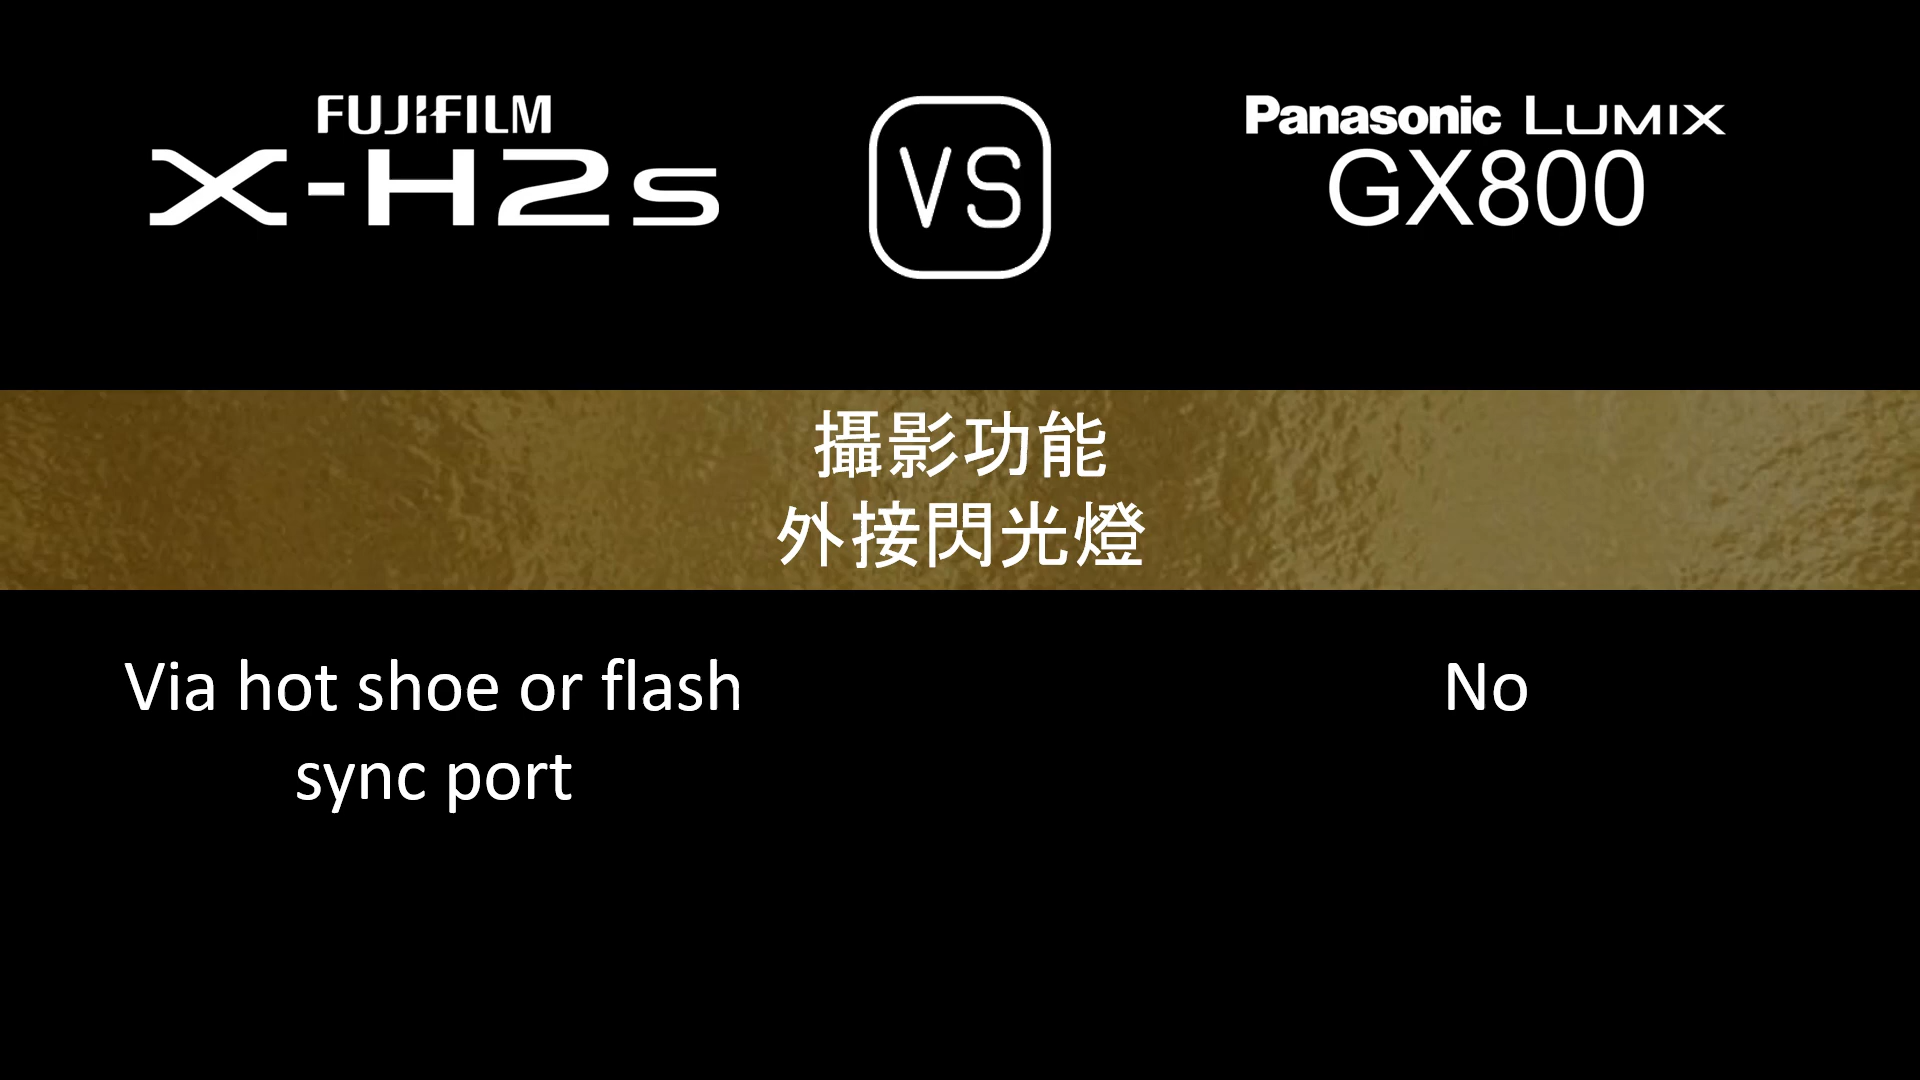 FUJIFILM
X-H2s
VS
Panasonic LUMIX
GX800
攝影功能
外接閃光燈
Via hot shoe or flash
sync port
No